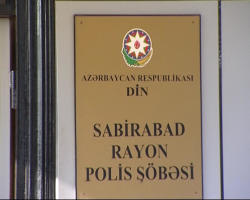 AZƏRBAYCAN RESPUBLİKASI
DİN
SABİRABAD
RAYON
POLİS ŞÖBƏSİ